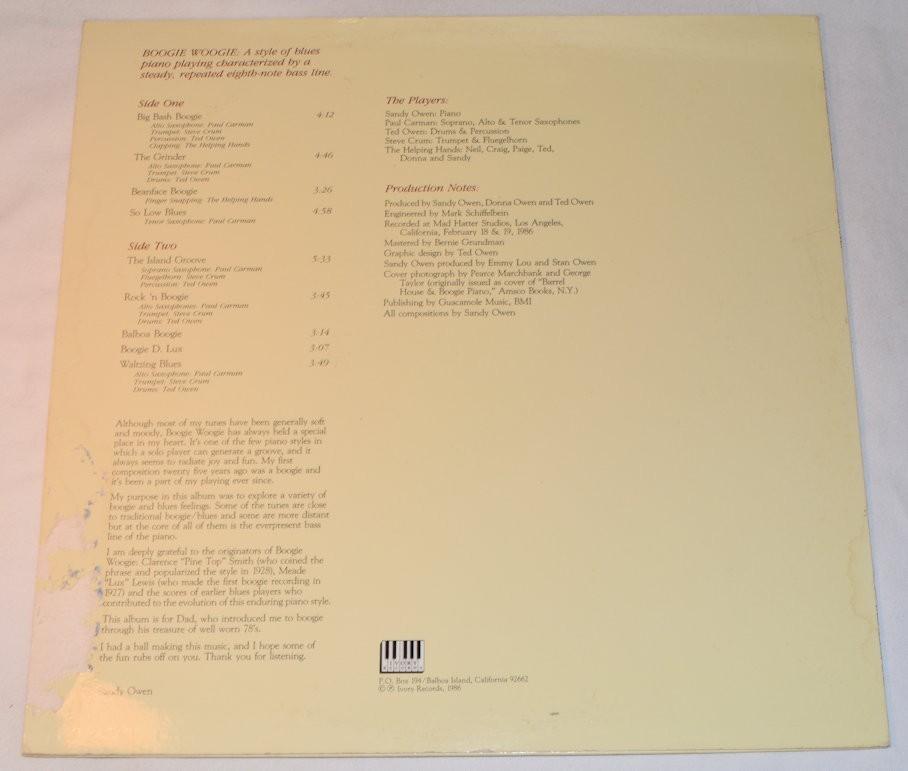 BOOGIE WOOGIE: A style of blues
piano playing characterized by a
steady, repeated eighth-note bass line.
Side One
Big Bash Boogie 4:12
Alto Saxophone: Paul Carman
Trumpet: Steve Crum
Percussion: Ted Owen
Clapping: The Helping Hands
The Grinder 4:46
Alto Saxophone: Paul Carman
Trumpet: Steve Crum
Drums: Ted Owen
Beanface Boogie 3:26
Finger Snapping: The Helping Hands
So Low Blues 4:58
Tenor Saxophone: Paul Carman
Side Two
The Island Groove 5:33
Soprano Saxophone: Paul Carman
Fluegelhorn: Steve Crum
Percussion: Ted Owen
Rock 'n Boogie 3:45
Alto Saxophones: Paul Carman
Trumpet: Steve Crum
Drums: Ted Owen
Balboa Boogie 3:14
Boogie D. Lux 3:07
Waltzing Blues 3:49
Alto Saxophone: Paul Carman
Trumpet: Steve Crum
Drums: Ted Owen
Although most of my tunes have been generally soft
and moody, Boogie Woogie has always held a special
place in my heart. It's one of the few piano styles in
which a solo player can generate a groove, and it
always seems to radiate joy and fun. My first
composition twenty five years ago was a boogie and
it's been a part of my playing ever since.
My purpose in this album was to explore a variety of
boogie and blues feelings. Some of the tunes are close
to traditional boogie/blues and some are more distant
but at the core of all of them is the everpresent bass
line of the piano.
I am deeply grateful to the originators of Boogie
Woogie: Clarence "Pine Top" Smith (who coined the
phrase and popularized the style in 1928), Meade
"Lux" Lewis (who made the first boogie recording in
1927) and the scores of earlier blues players who
contributed to the evolution of this enduring piano style.
This album is for Dad, who introduced me to boogie
through his treasure of well worn 78's.
I had a ball making this music, and I hope some of
the fun rubs off on you. Thank you for listening.
Sandy Owen
The Players:
Sandy Owen: Piano
Paul Carman: Soprano, Alto & Tenor Saxophones
Ted Owen: Drums & Percussion
Steve Crum: Trumpet & Fluegelhorn
The Helping Hands: Neil, Craig, Paige, Ted,
Donna and Sandy
Production Notes:
Produced by Sandy Owen, Donna Owen and Ted Owen
Engineered by Mark Schiffelbein
Recorded at Mad Hatter Studios, Los Angeles,
California, February 18 & 19, 1986
Mastered by Bernie Grundman
Graphic design by Ted Owen
Sandy Owen produced by Emmy Lou and Stan Owen
Cover photograph by Pearce Marchbank and George
Taylor (originally issued as cover of "Barrel
House & Boogie Piano," Amsco Books, N.Y.)
Publishing by Guacamole Music, BMI
All compositions by Sandy Owen
IVORY
RECORDS
P.O. Box 194/Balboa Island, California 92662
© ℗ Ivory Records, 1986